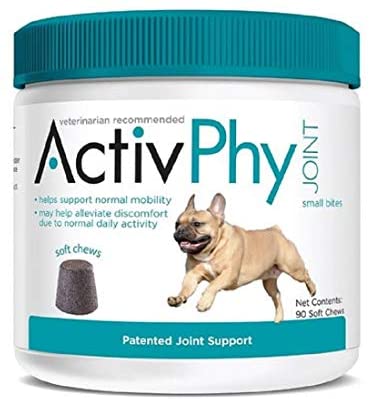 veterinarian recommended
ActivPhy
JOINT
small bites
• helps support normal mobility
• may help alleviate discomfort
due to normal daily activity
soft chews
Net Contents:
90 Soft Chews
Patented Joint Support